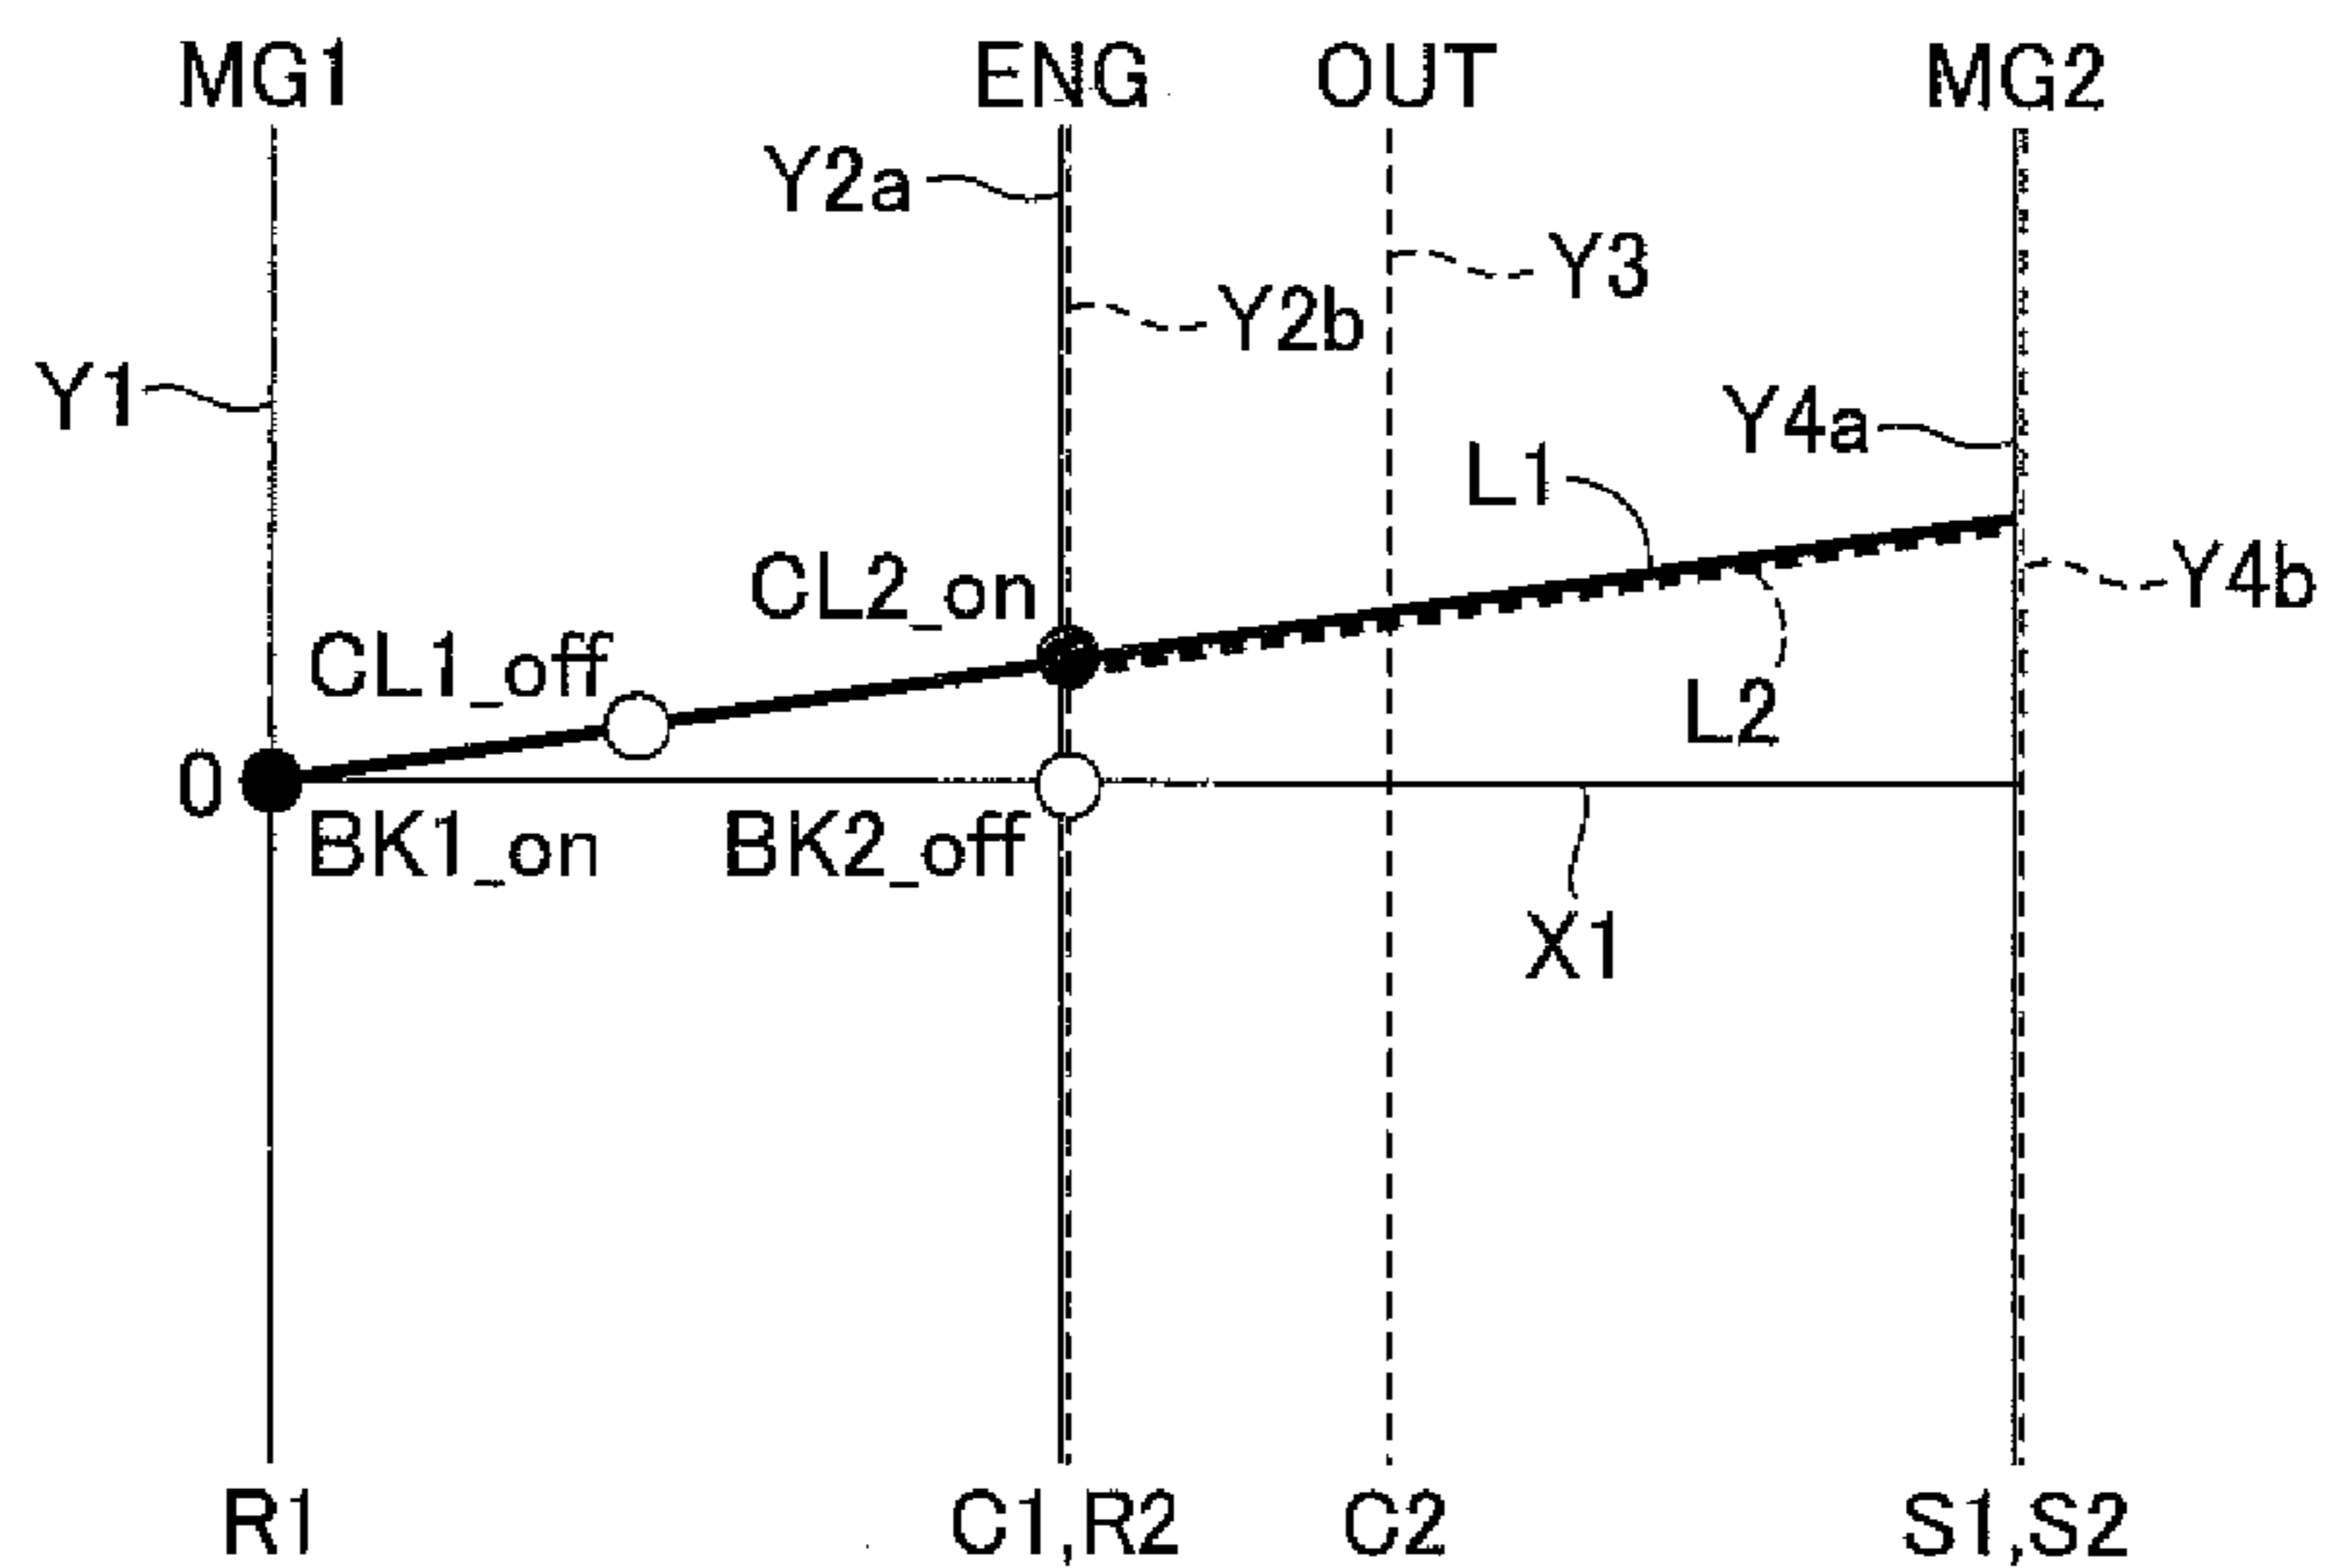 MG1 ENG OUT MG2
Y2a
Y3
Y2b
Y1
Y4a
L1
CL2_on
Y4b
CL1_off
L2
0
BK1_on BK2_off
X1
R1 C1,R2 C2 S1,S2